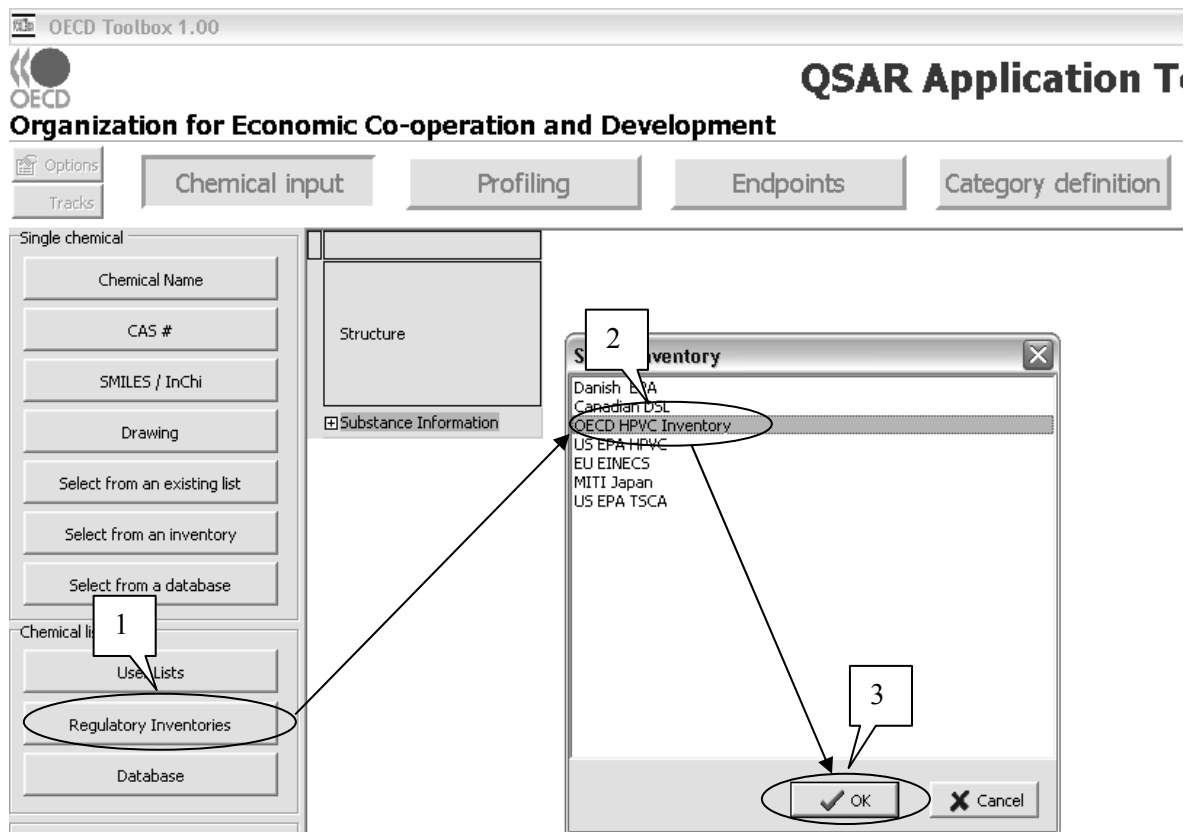 OECD Toolbox 1.00
OECD
QSAR Application
Organization for Economic Co-operation and Development
Options
Tracks
Chemical input
Profiling
Endpoints
Category definition
Single chemical
Chemical Name
CAS #
SMILES / InChi
Drawing
Select from an existing list
Select from an inventory
Select from a database
Chemical
1
User Lists
Regulatory Inventories
Database
Structure
Substance Information
2
Inventory
Danish EPA
Canadian DSL
OECD HPVC Inventory
US EPA HPVC
EU EINECS
MITI Japan
US EPA TSCA
3
OK
Cancel